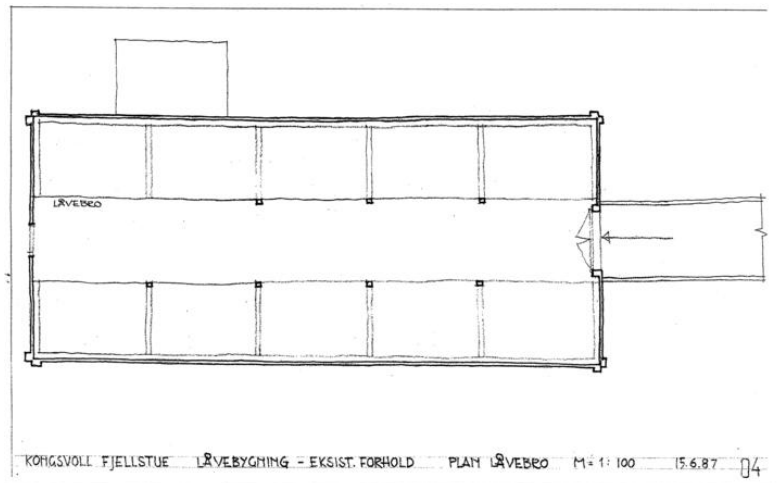 LÅVEBRO
KONGSVOLL FJELLSTUE LÅVEBYGNING - EKSIST. FORHOLD PLAN LÅVEBRO M = 1 : 100 15.6.87 04